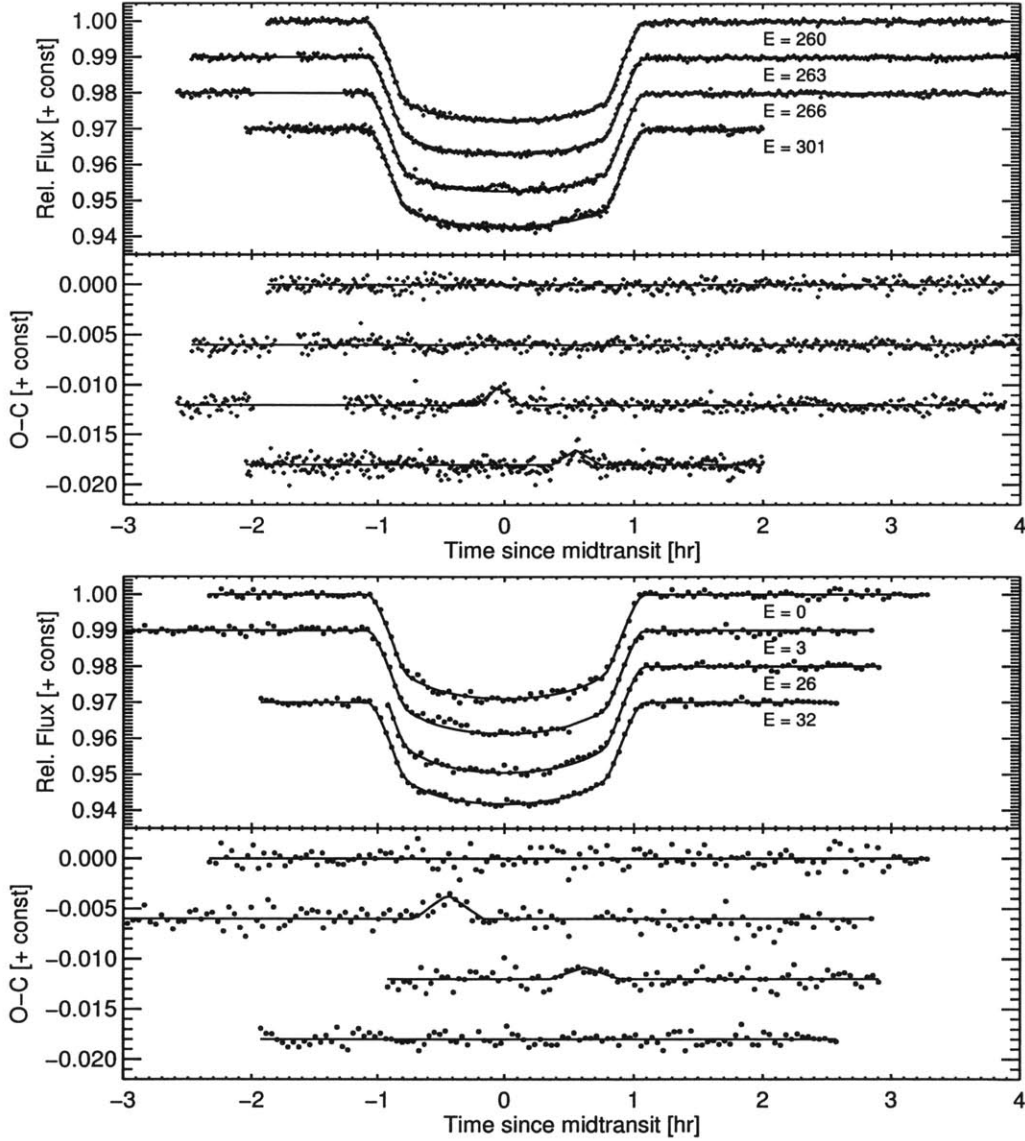 Rel. Flux [+ const]
1.00
0.99
0.98
0.97
0.96
0.95
0.94
E = 260
E = 263
E = 266
E = 301
O−C [+ const]
0.000
−0.005
−0.010
−0.015
−0.020
−3
−2
−1
0
1
2
3
4
Time since midtransit [hr]
Rel. Flux [+ const]
1.00
0.99
0.98
0.97
0.96
0.95
0.94
E = 0
E = 3
E = 26
E = 32
O−C [+ const]
0.000
−0.005
−0.010
−0.015
−0.020
−3
−2
−1
0
1
2
3
4
Time since midtransit [hr]